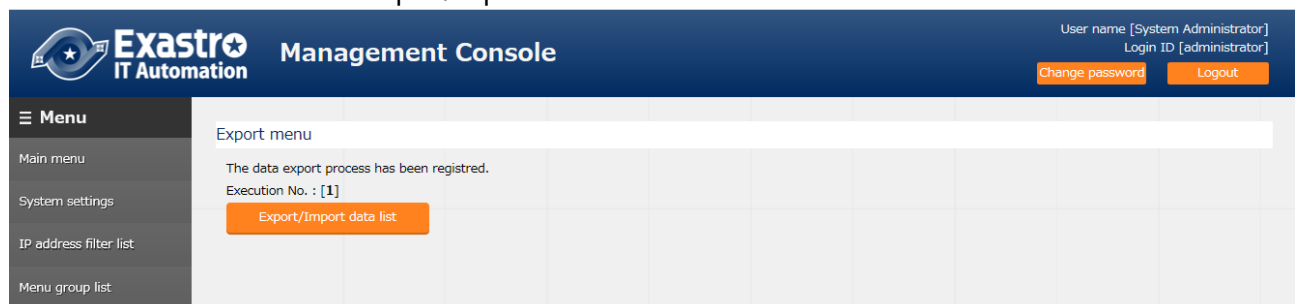 Exastro
IT Automation
Management Console
User name [System Administrator]
Login ID [administrator]
Change password
Logout
Menu
Main menu
System settings
IP address filter list
Menu group list
Export menu
The data export process has been registred.
Execution No. : [1]
Export/Import data list